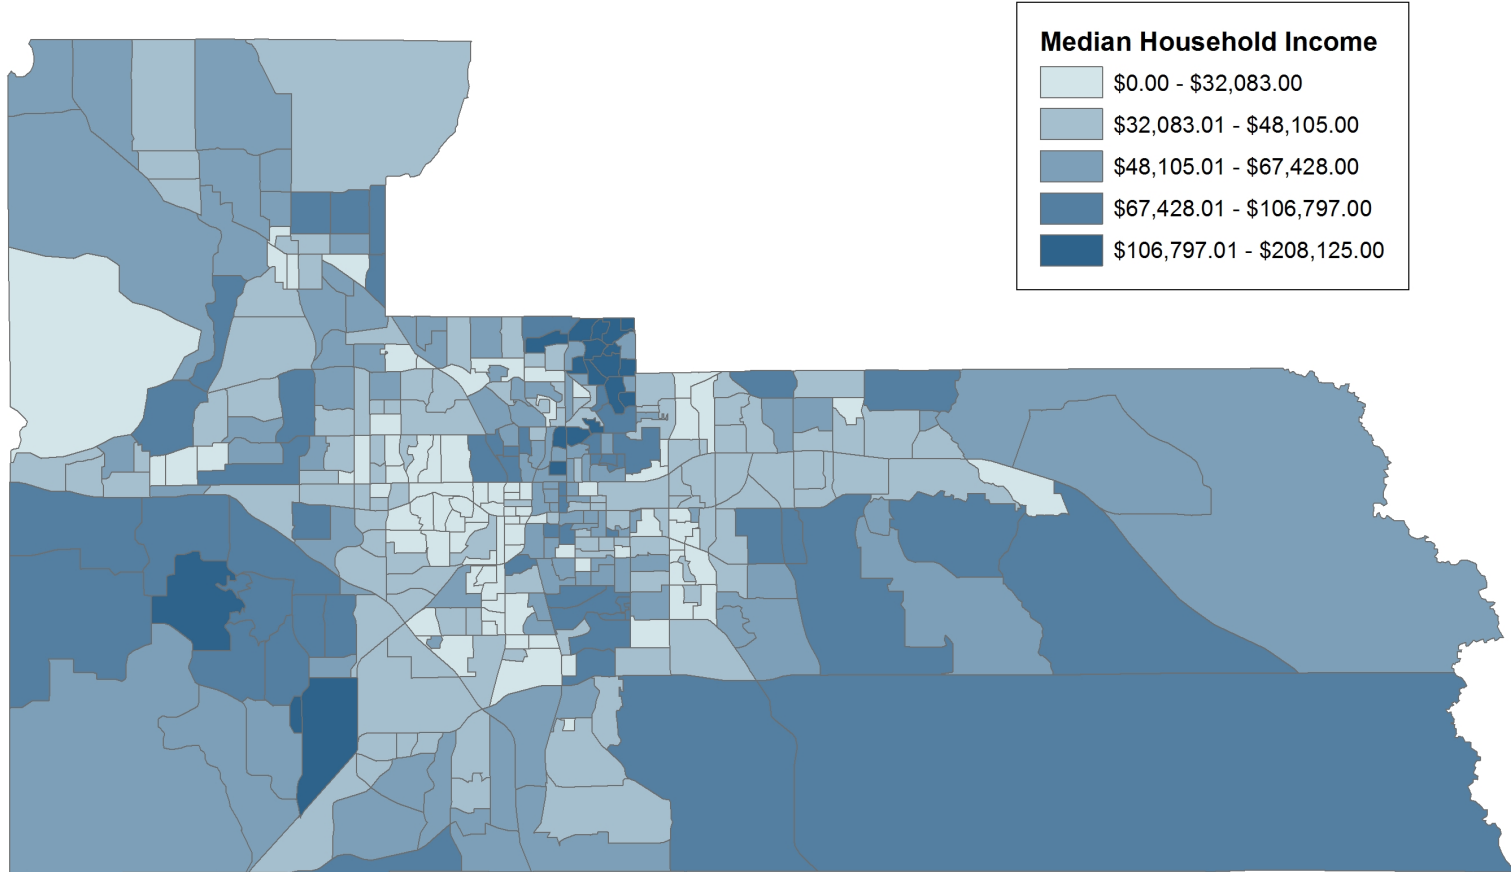 Median Household Income
$0.00 - $32,083.00
$32,083.01 - $48,105.00
$48,105.01 - $67,428.00
$67,428.01 - $106,797.00
$106,797.01 - $208,125.00